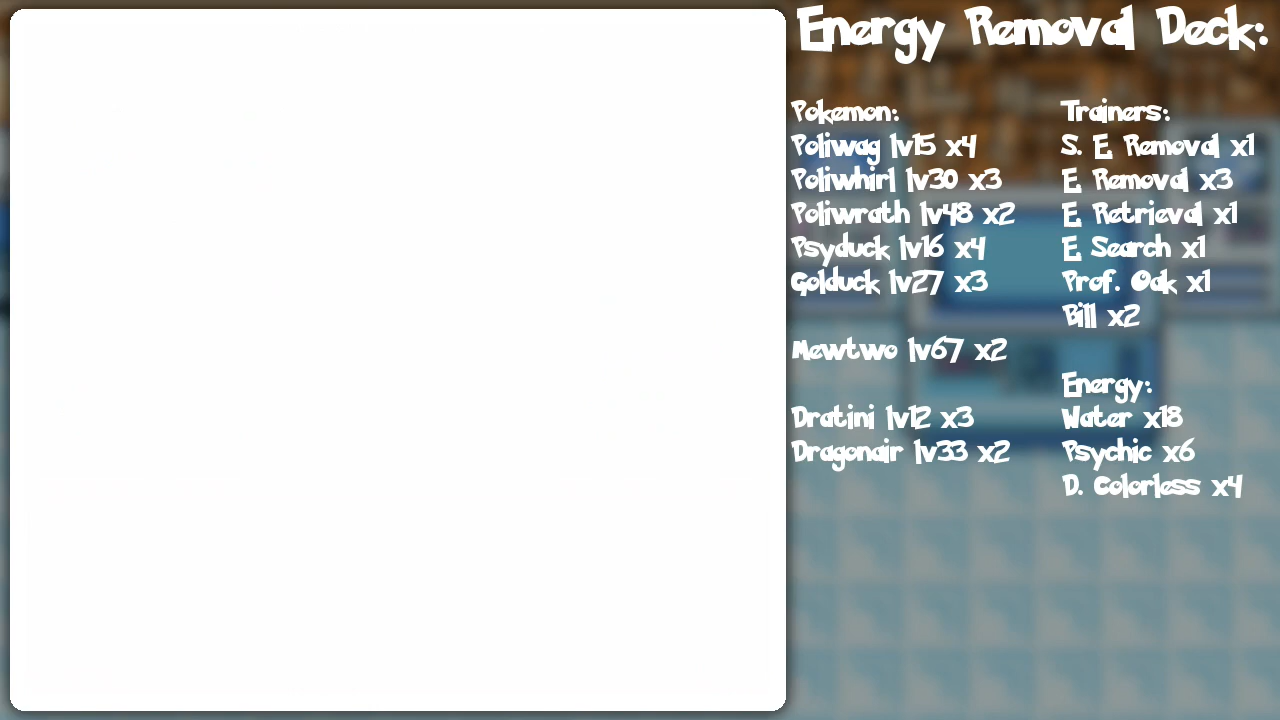 Energy Removal Deck:
Pokemon:
Poliwag lv15 x4
Poliwhirl lv30 x3
Poliwrath lv48 x2
Psyduck lv16 x4
Golduck lv27 x3
Mewtwo lv67 x2
Dratini lv12 x3
Dragonair lv33 x2
Trainers:
S. E. Removal x1
E. Removal x3
E. Retrieval x1
E. Search x1
Prof. Oak x1
Bill x2
Energy:
Water x18
Psychic x6
D. Colorless x4